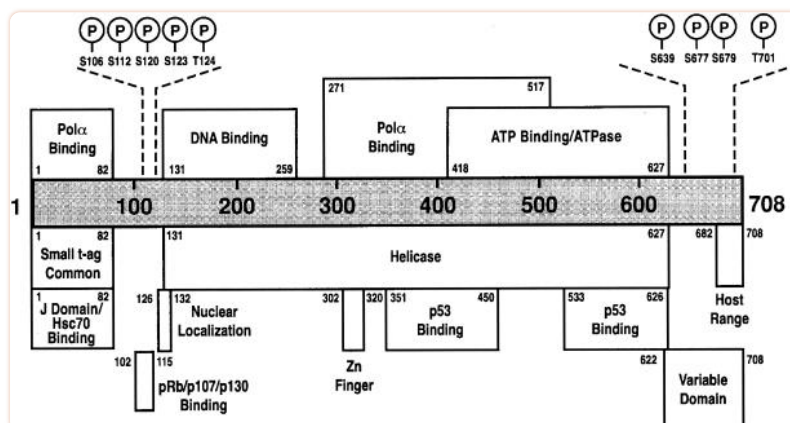 P P P P P P P P P
S106 S112 S120 S123 T124 S639 S677 S679 T701
271 517
Polα
Binding
DNA Binding
Polα
Binding
ATP Binding/ATPase
1 82 131 259 418 627
1 100 200 300 400 500 600 708
1 82 131 627 682 708
Small t-ag
Common
Helicase
1 82 126 132 302 320 351 450 533 626
J Domain/
Hsc70
Binding
Nuclear
Localization
p53
Binding
p53
Binding
Host
Range
102 115 622 708
pRb/p107/p130
Binding
Zn
Finger
Variable
Domain